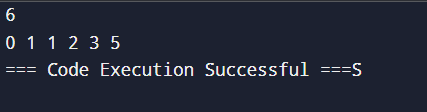 6
0 1 1 2 3 5
=== Code Execution Successful ===S